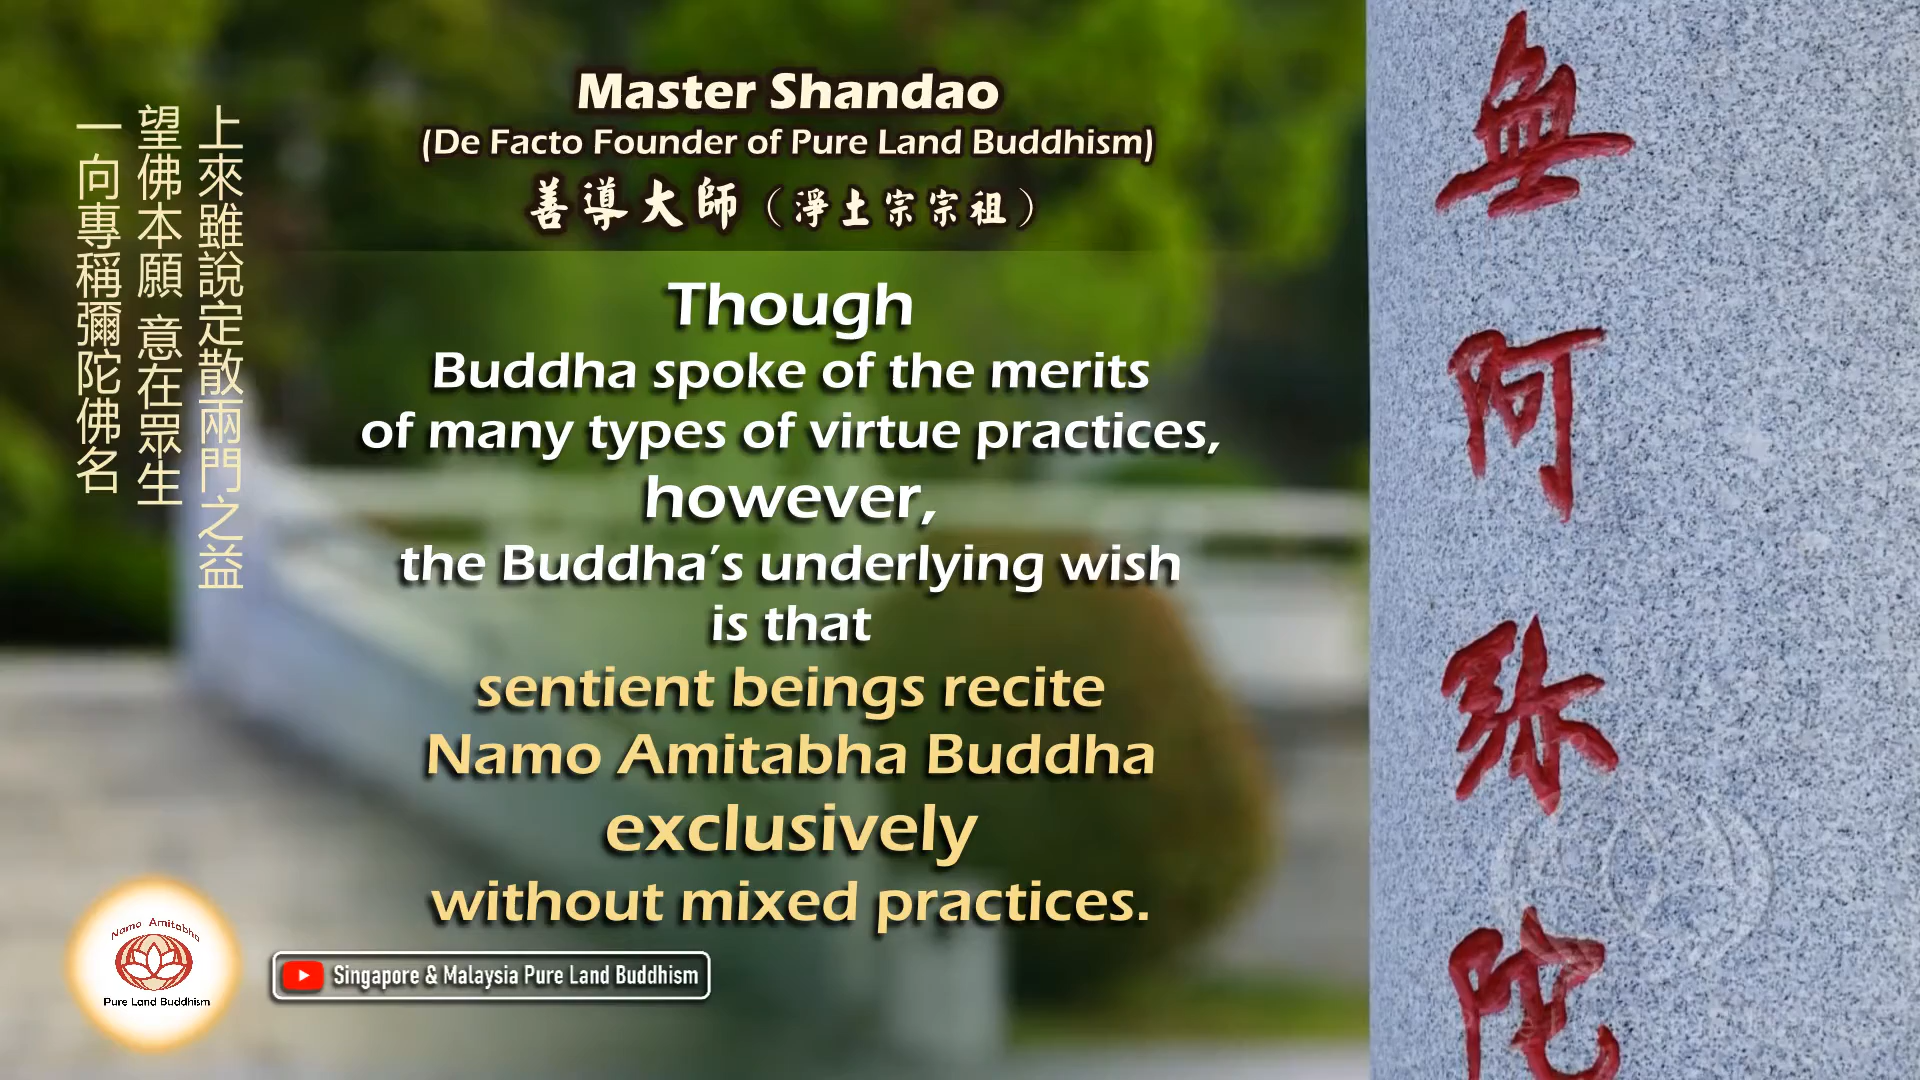 Master Shandao
(De Facto Founder of Pure Land Buddhism)
善導大師（淨土宗宗祖）
上來雖說定散兩門之益
望佛本願 意在眾生
一向專稱彌陀佛名
Though
Buddha spoke of the merits
of many types of virtue practices,
however,
the Buddha's underlying wish
is that
sentient beings recite
Namo Amitabha Buddha
exclusively
without mixed practices.
Namo Amitabha
Pure Land Buddhism
Singapore & Malaysia Pure Land Buddhism
無
阿
弥
陀